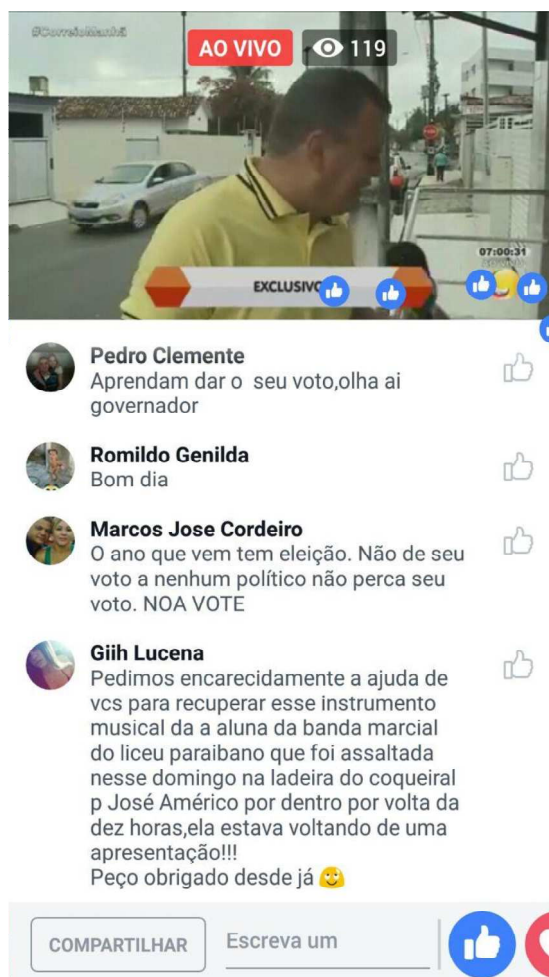 #CorreioManhã
AO VIVO 119
07:00:31
EXCLUSIVO
Pedro Clemente
Aprendam dar o seu voto,olha ai
governador
Romildo Genilda
Bom dia
Marcos Jose Cordeiro
O ano que vem tem eleição. Não de seu
voto a nenhum político não perca seu
voto. NOA VOTE
Giih Lucena
Pedimos encarecidamente a ajuda de
vcs para recuperar esse instrumento
musical da a aluna da banda marcial
do liceu paraibano que foi assaltada
nesse domingo na ladeira do coqueiral
p José Américo por dentro por volta da
dez horas,ela estava voltando de uma
apresentação!!!
Peço obrigado desde já
COMPARTILHAR
Escreva um